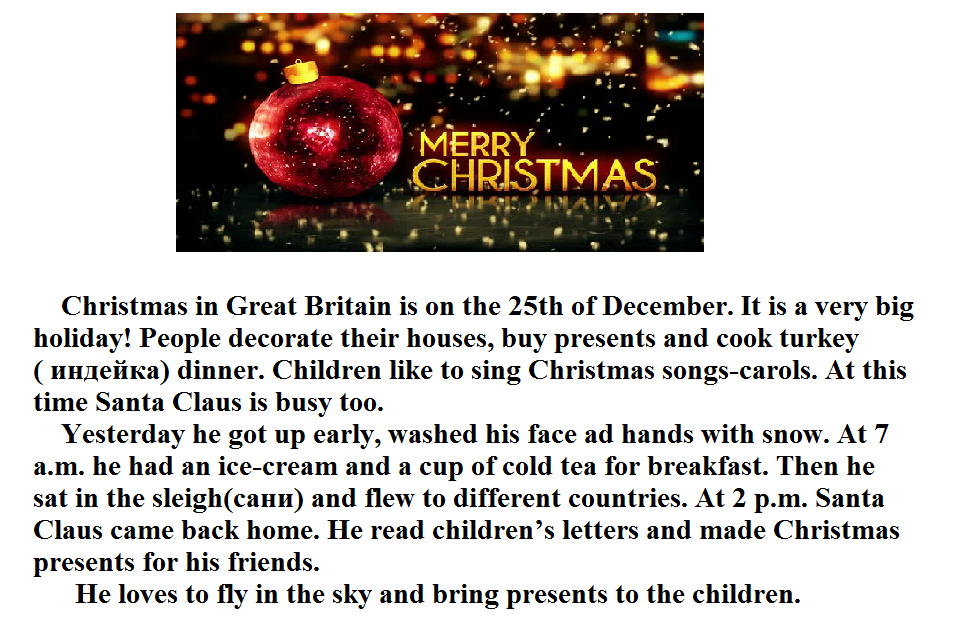 MERRY
CHRISTMAS
Christmas in Great Britain is on the 25th of December. It is a very big
holiday! People decorate their houses, buy presents and cook turkey
( индейка) dinner. Children like to sing Christmas songs-carols. At this
time Santa Claus is busy too.
Yesterday he got up early, washed his face ad hands with snow. At 7
a.m. he had an ice-cream and a cup of cold tea for breakfast. Then he
sat in the sleigh(сани) and flew to different countries. At 2 p.m. Santa
Claus came back home. He read children’s letters and made Christmas
presents for his friends.
He loves to fly in the sky and bring presents to the children.